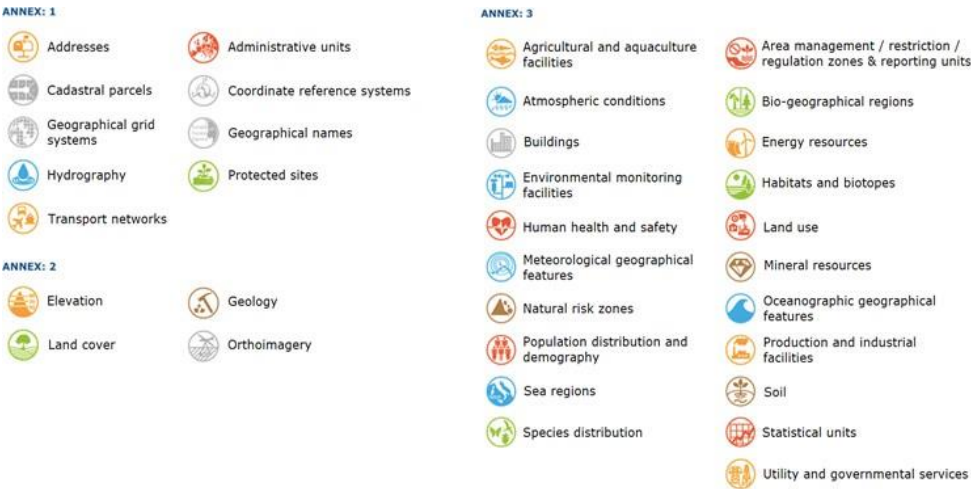 ANNEX: 1
Addresses
Administrative units
Cadastral parcels
Coordinate reference systems
Geographical grid
systems
Geographical names
Hydrography
Protected sites
Transport networks
ANNEX: 2
Elevation
Geology
Land cover
Orthoimagery
ANNEX: 3
Agricultural and aquaculture
facilities
Area management / restriction /
regulation zones & reporting units
Atmospheric conditions
Bio-geographical regions
Buildings
Energy resources
Environmental monitoring
facilities
Habitats and biotopes
Human health and safety
Land use
Meteorological geographical
features
Mineral resources
Natural risk zones
Oceanographic geographical
features
Population distribution and
demography
Production and industrial
facilities
Sea regions
Soil
Species distribution
Statistical units
Utility and governmental services